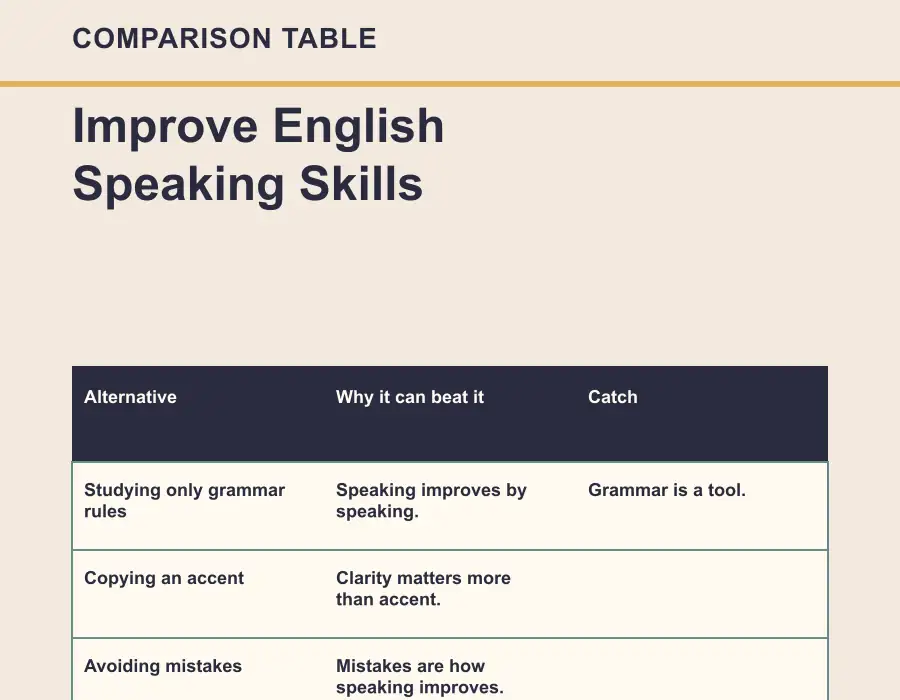 COMPARISON TABLE
Improve English
Speaking Skills
Alternative
Why it can beat it
Catch
Studying only grammar
rules
Speaking improves by
speaking.
Grammar is a tool.
Copying an accent
Clarity matters more
than accent.
Avoiding mistakes
Mistakes are how
speaking improves.